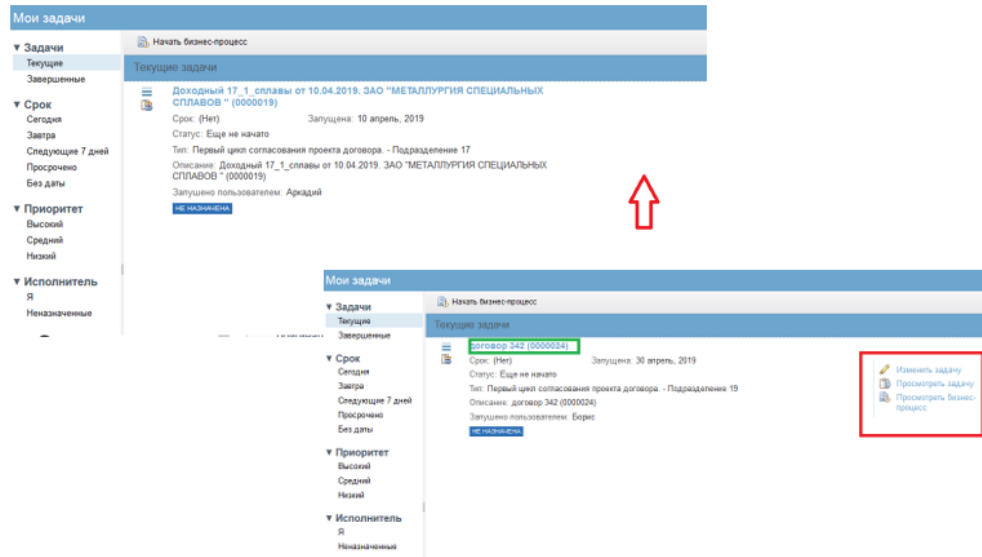 Мои задачи
▼ Задачи
Текущие
Завершенные
▼ Срок
Сегодня
Завтра
Следующие 7 дней
Просрочено
Без даты
▼ Приоритет
Высокий
Средний
Низкий
▼ Исполнитель
Я
Неназначенные
Начать бизнес-процесс
Текущие задачи
Доходный 17_1_сплавы от 10.04.2019. ЗАО "МЕТАЛЛУРГИЯ СПЕЦИАЛЬНЫХ
СПЛАВОВ " (0000019)
Срок: (Нет) Запущена: 10 апрель, 2019
Статус: Еще не начато
Тип: Первый цикл согласования проекта договора. - Подразделение 17
Описание: Доходный 17_1_сплавы от 10.04.2019. ЗАО "МЕТАЛЛУРГИЯ СПЕЦИАЛЬНЫХ
СПЛАВОВ " (0000019)
Запущено пользователем: Аркадий
НЕ НАЗНАЧЕНА
Мои задачи
▼ Задачи
Текущие
Завершенные
▼ Срок
Сегодня
Завтра
Следующие 7 дней
Просрочено
Без даты
▼ Приоритет
Высокий
Средний
Низкий
▼ Исполнитель
Я
Неназначенные
Начать бизнес-процесс
Текущие задачи
договор 342 (0000024)
Срок: (Нет) Запущена: 30 апрель, 2019
Статус: Еще не начато
Тип: Первый цикл согласования проекта договора. - Подразделение 19
Описание: договор 342 (0000024)
Запущено пользователем: Борис
НЕ НАЗНАЧЕНА
Изменить задачу
Просмотреть задачу
Просмотреть бизнес-
процесс